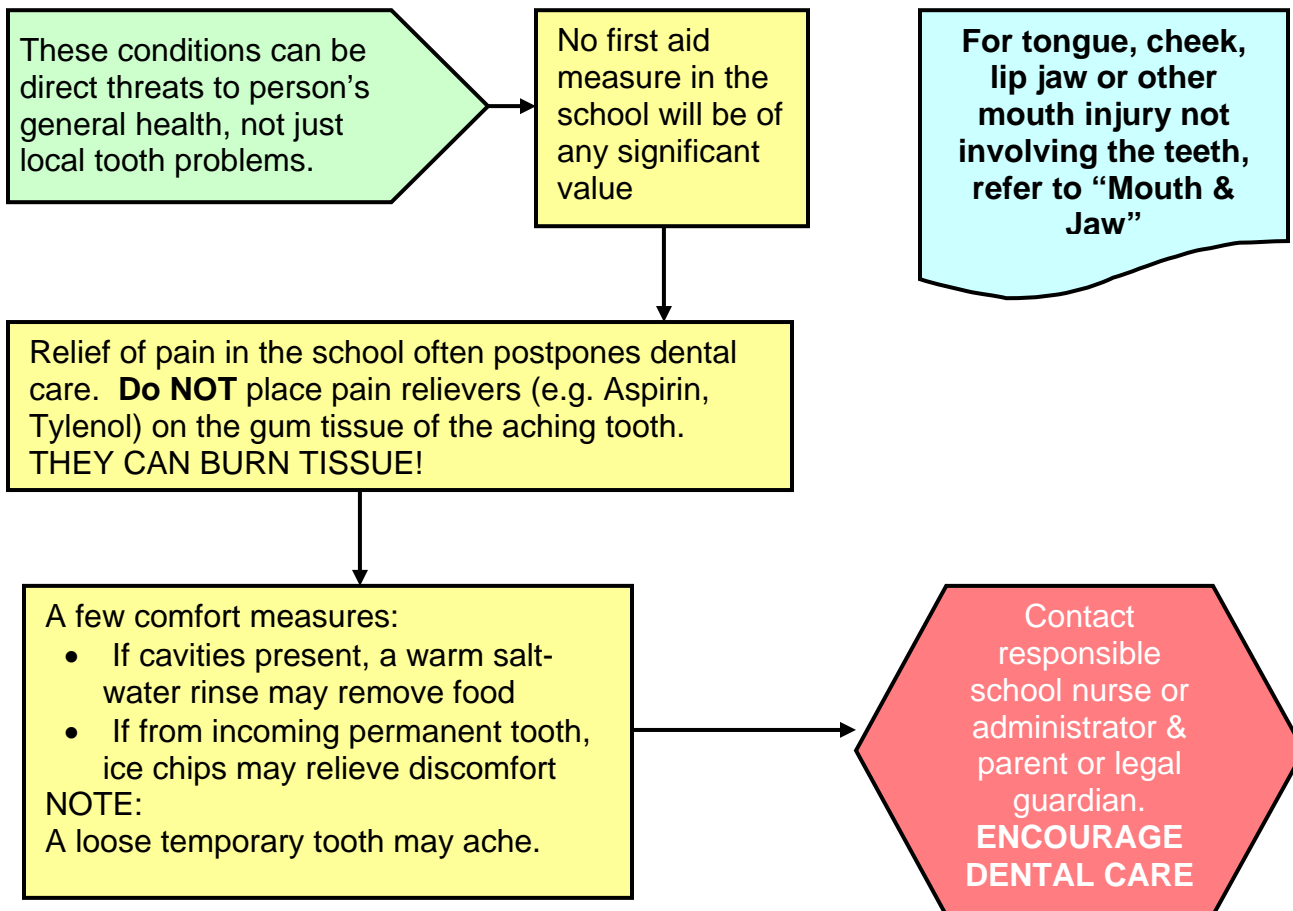 These conditions can be
direct threats to person’s
general health, not just
local tooth problems.
No first aid
measure in the
school will be of
any significant
value
For tongue, cheek,
lip jaw or other
mouth injury not
involving the teeth,
refer to “Mouth &
Jaw”
Relief of pain in the school often postpones dental
care.  Do NOT place pain relievers (e.g. Aspirin,
Tylenol) on the gum tissue of the aching tooth.
THEY CAN BURN TISSUE!
A few comfort measures:
• If cavities present, a warm salt-
water rinse may remove food
• If from incoming permanent tooth,
ice chips may relieve discomfort
NOTE:
A loose temporary tooth may ache.
Contact
responsible
school nurse or
administrator &
parent or legal
guardian.
ENCOURAGE
DENTAL CARE